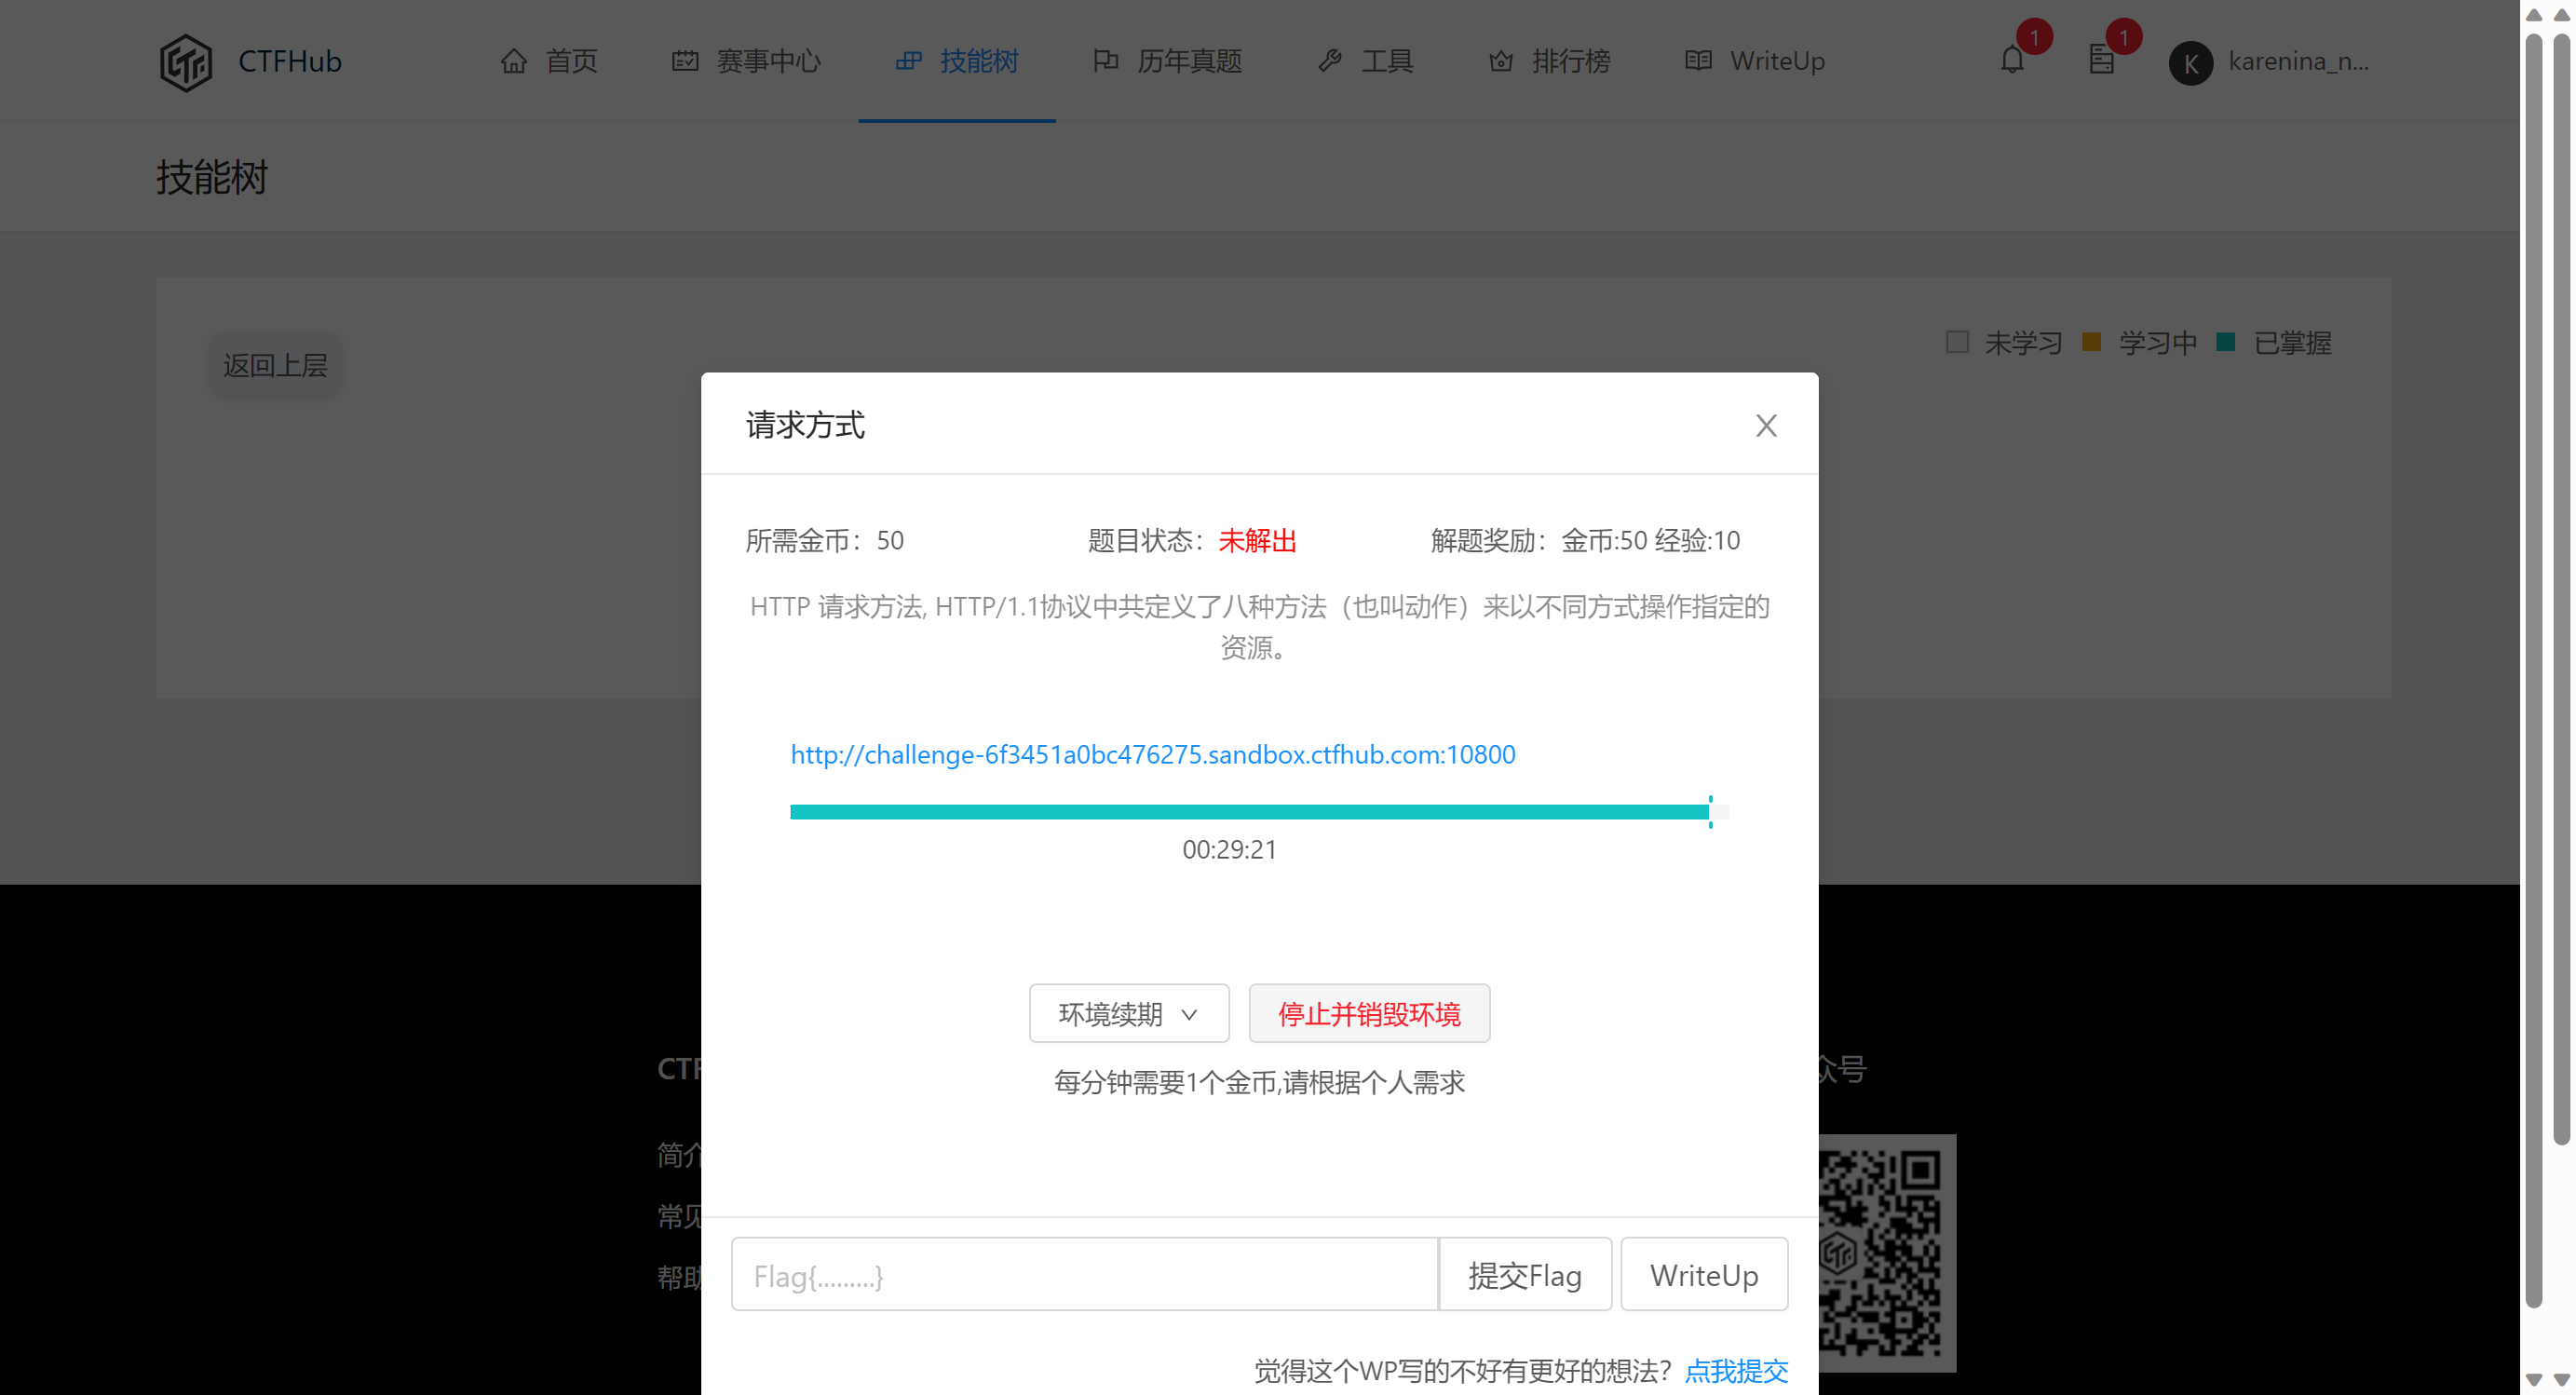 CTFHub 首页 赛事中心 技能树 历年真题 工具 排行榜 WriteUp 1 1 K karenina_n...
技能树
返回上层 未学习 学习中 已掌握
请求方式
所需金币：50 题目状态：未解出 解题奖励：金币:50 经验:10
HTTP 请求方法, HTTP/1.1协议中共定义了八种方法（也叫动作）来以不同方式操作指定的
资源。
http://challenge-6f3451a0bc476275.sandbox.ctfhub.com:10800
00:29:21
环境续期 停止并销毁环境
每分钟需要1个金币,请根据个人需求
CTF
众号
简介
常见
帮助
Flag{.........} 提交Flag WriteUp
觉得这个WP写的不好有更好的想法？点我提交